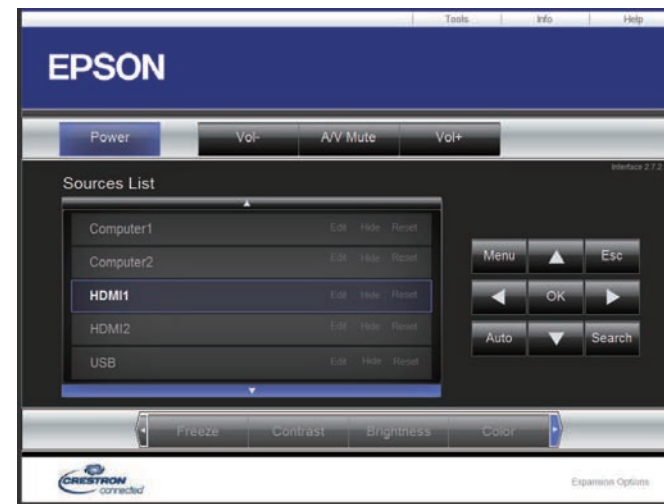 Tools Info Help
EPSON
Power Vol- A/V Mute Vol+
Interface 2.7.2
Sources List
Computer1 Edit Hide Reset
Computer2 Edit Hide Reset
HDMI1 Edit Hide Reset
HDMI2 Edit Hide Reset
USB Edit Hide Reset
Menu Esc
OK
Auto Search
Freeze Contrast Brightness Color
CRESTRON
connected
Expansion Options